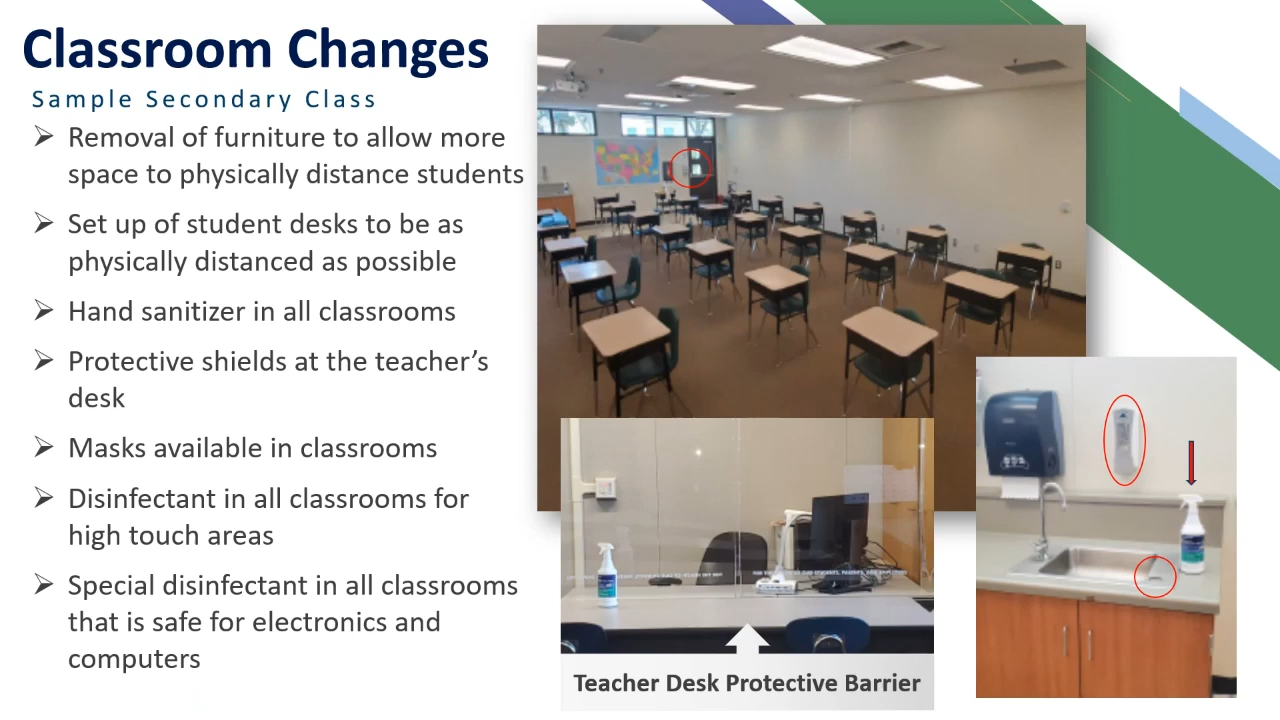 Classroom Changes
Sample Secondary Class
➢ Removal of furniture to allow more
space to physically distance students
➢ Set up of student desks to be as
physically distanced as possible
➢ Hand sanitizer in all classrooms
➢ Protective shields at the teacher's
desk
➢ Masks available in classrooms
➢ Disinfectant in all classrooms for
high touch areas
➢ Special disinfectant in all classrooms
that is safe for electronics and
computers
Teacher Desk Protective Barrier